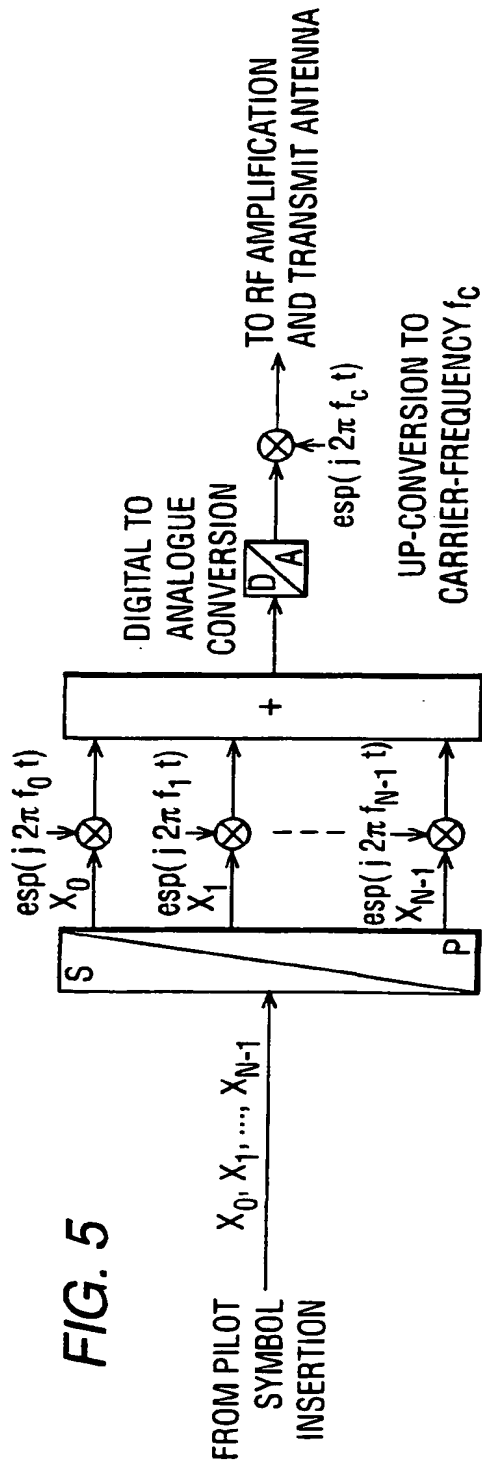 FIG. 5
FROM PILOT
SYMBOL
INSERTION
X0, X1, ..., XN-1
S
P
esp( j 2π f0 t)
X0
esp( j 2π f1 t)
X1
esp( j 2π fN-1 t)
XN-1
+
DIGITAL TO
ANALOGUE
CONVERSION
D
A
esp( j 2π fc t)
TO RF AMPLIFICATION
AND TRANSMIT ANTENNA
UP-CONVERSION TO
CARRIER-FREQUENCY fc